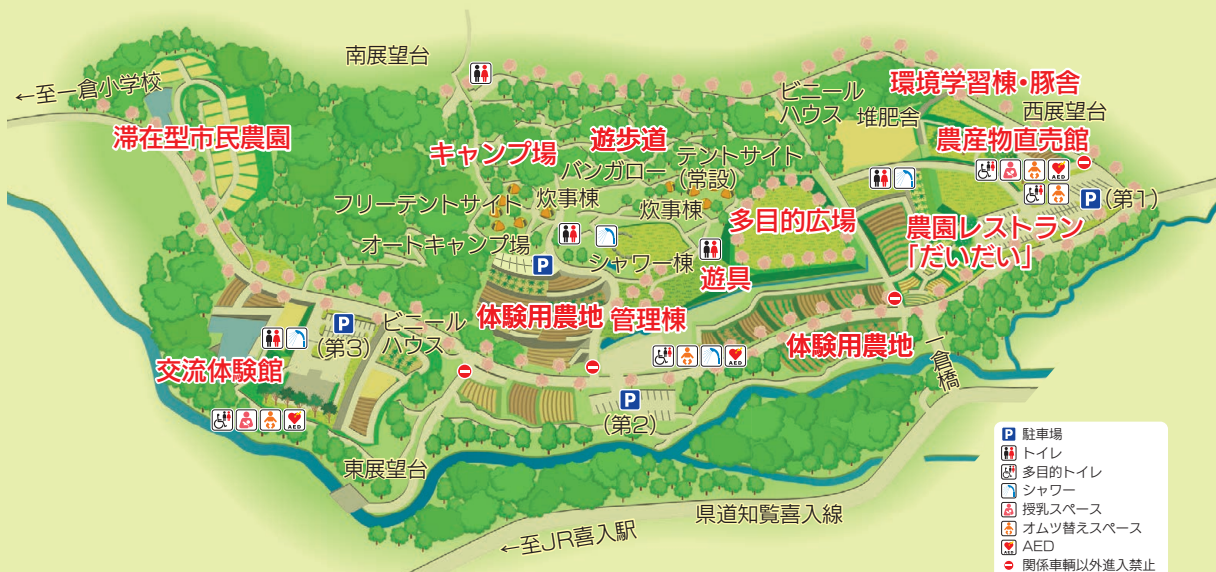 南展望台
←至一倉小学校
滞在型市民農園
キャンプ場
遊歩道
バンガロー
テントサイト
(常設)
フリーテントサイト
炊事棟
炊事棟
オートキャンプ場
シャワー棟
遊具
多目的広場
ビニール
ハウス
堆肥舎
環境学習棟・豚舎
西展望台
農産物直売館
AED
P
(第1)
農園レストラン
「だいだい」
P
体験用農地
管理棟
AED
体験用農地
一倉橋
P
(第3)
ビニール
ハウス
交流体験館
AED
P
(第2)
東展望台
県道知覧喜入線
←至JR喜入駅
P 駐車場
トイレ
多目的トイレ
シャワー
授乳スペース
オムツ替えスペース
AED AED
関係車輌以外進入禁止